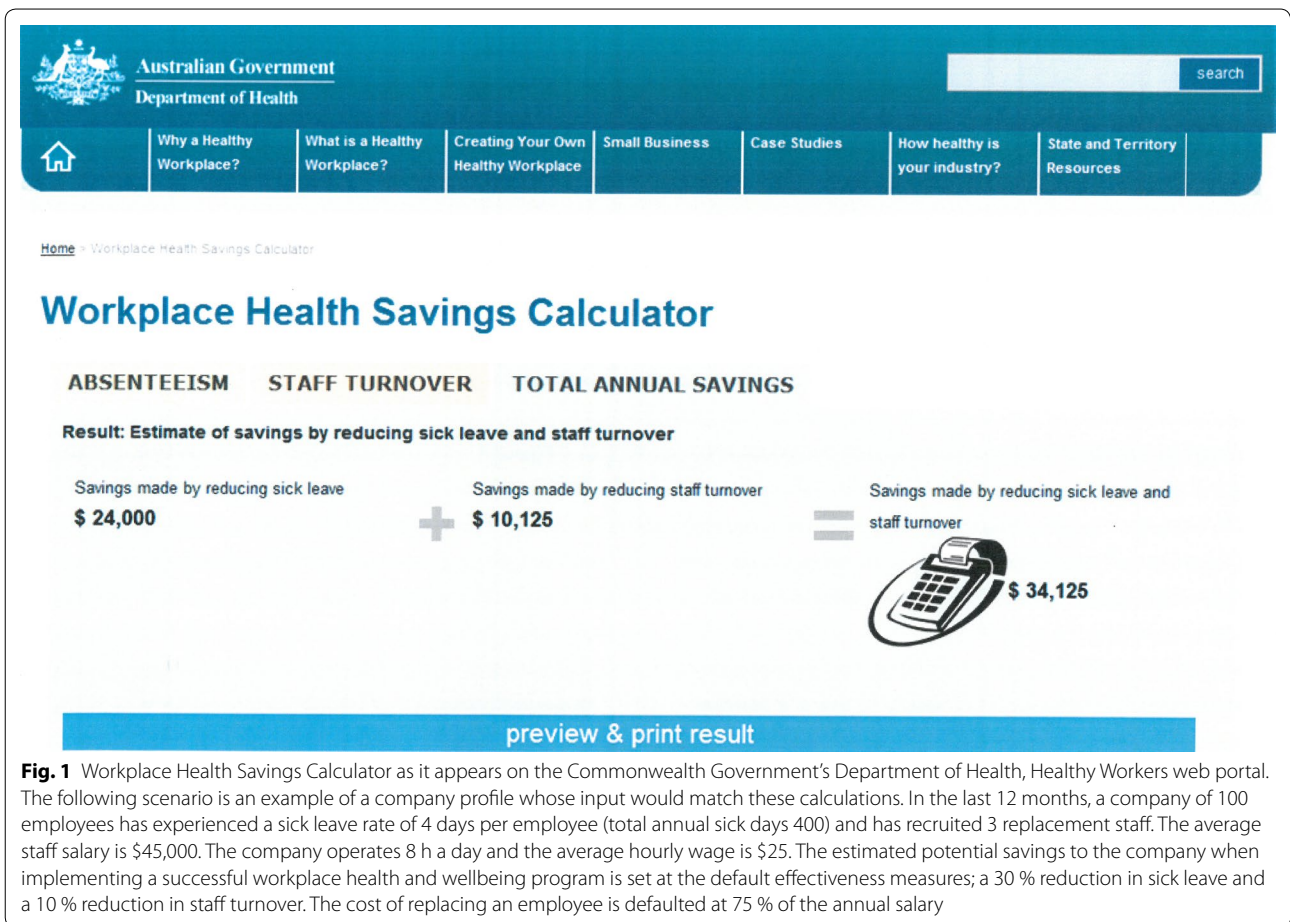 Australian Government
Department of Health
search
Why a Healthy
Workplace?
What is a Healthy
Workplace?
Creating Your Own
Healthy Workplace
Small Business
Case Studies
How healthy is
your industry?
State and Territory
Resources
Home > Workplace Health Savings Calculator
Workplace Health Savings Calculator
ABSENTEEISM STAFF TURNOVER TOTAL ANNUAL SAVINGS
Result: Estimate of savings by reducing sick leave and staff turnover
Savings made by reducing sick leave
$ 24,000
+
Savings made by reducing staff turnover
$ 10,125
=
Savings made by reducing sick leave and
staff turnover
$ 34,125
preview & print result
Fig. 1 Workplace Health Savings Calculator as it appears on the Commonwealth Government's Department of Health, Healthy Workers web portal.
The following scenario is an example of a company profile whose input would match these calculations. In the last 12 months, a company of 100
employees has experienced a sick leave rate of 4 days per employee (total annual sick days 400) and has recruited 3 replacement staff. The average
staff salary is $45,000. The company operates 8 h a day and the average hourly wage is $25. The estimated potential savings to the company when
implementing a successful workplace health and wellbeing program is set at the default effectiveness measures; a 30 % reduction in sick leave and
a 10 % reduction in staff turnover. The cost of replacing an employee is defaulted at 75 % of the annual salary